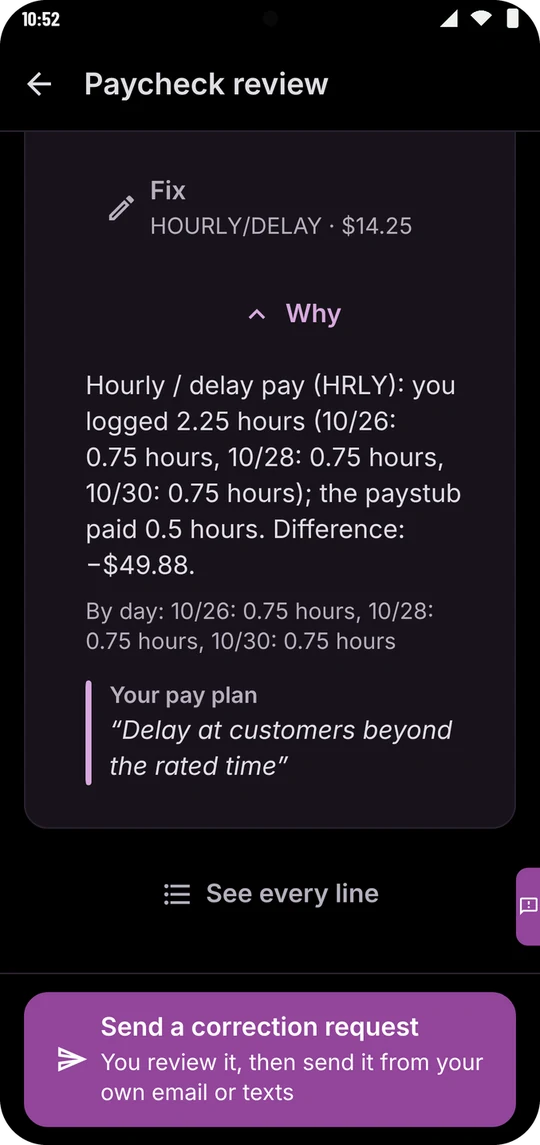 10:52
Paycheck review
Fix
HOURLY/DELAY · $14.25
Why
Hourly / delay pay (HRLY): you
logged 2.25 hours (10/26:
0.75 hours, 10/28: 0.75 hours,
10/30: 0.75 hours); the paystub
paid 0.5 hours. Difference:
−$49.88.
By day: 10/26: 0.75 hours, 10/28:
0.75 hours, 10/30: 0.75 hours
Your pay plan
“Delay at customers beyond
the rated time”
See every line
Send a correction request
You review it, then send it from your
own email or texts